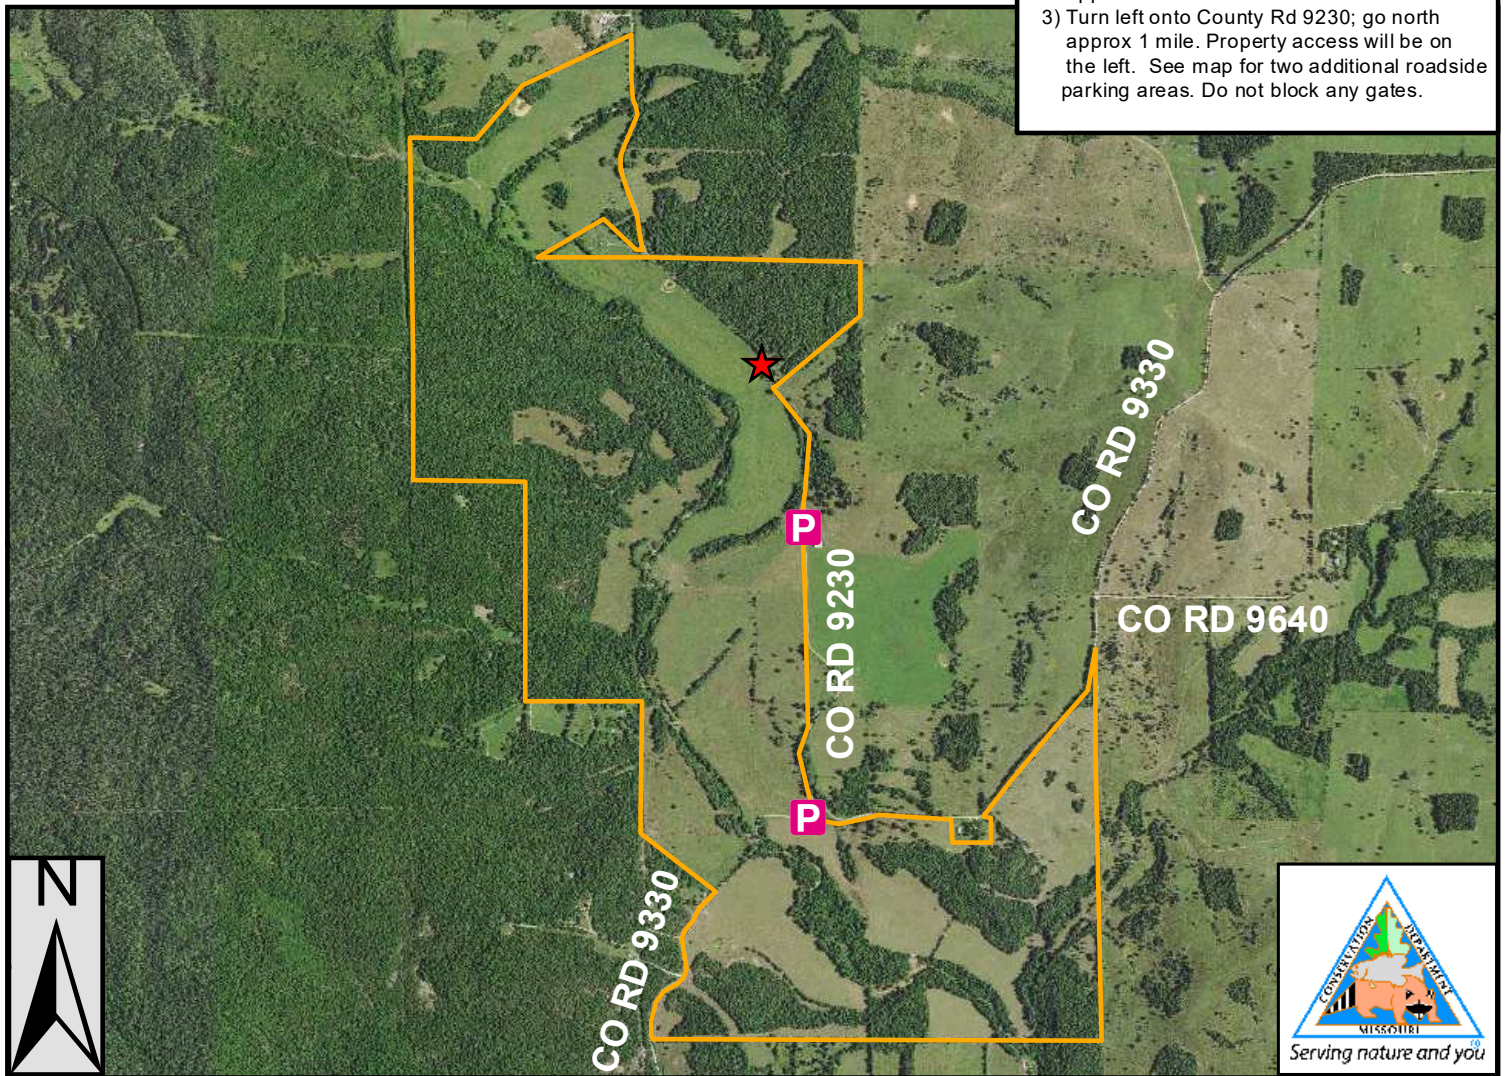 3) Turn left onto County Rd 9230; go north
approx 1 mile. Property access will be on
the left. See map for two additional roadside
parking areas. Do not block any gates.
CO RD 9330
P
CO RD 9230
CO RD 9640
P
CO RD 9330
N
CONSERVATION
DEPARTMENT
MISSOURI
Serving nature and you